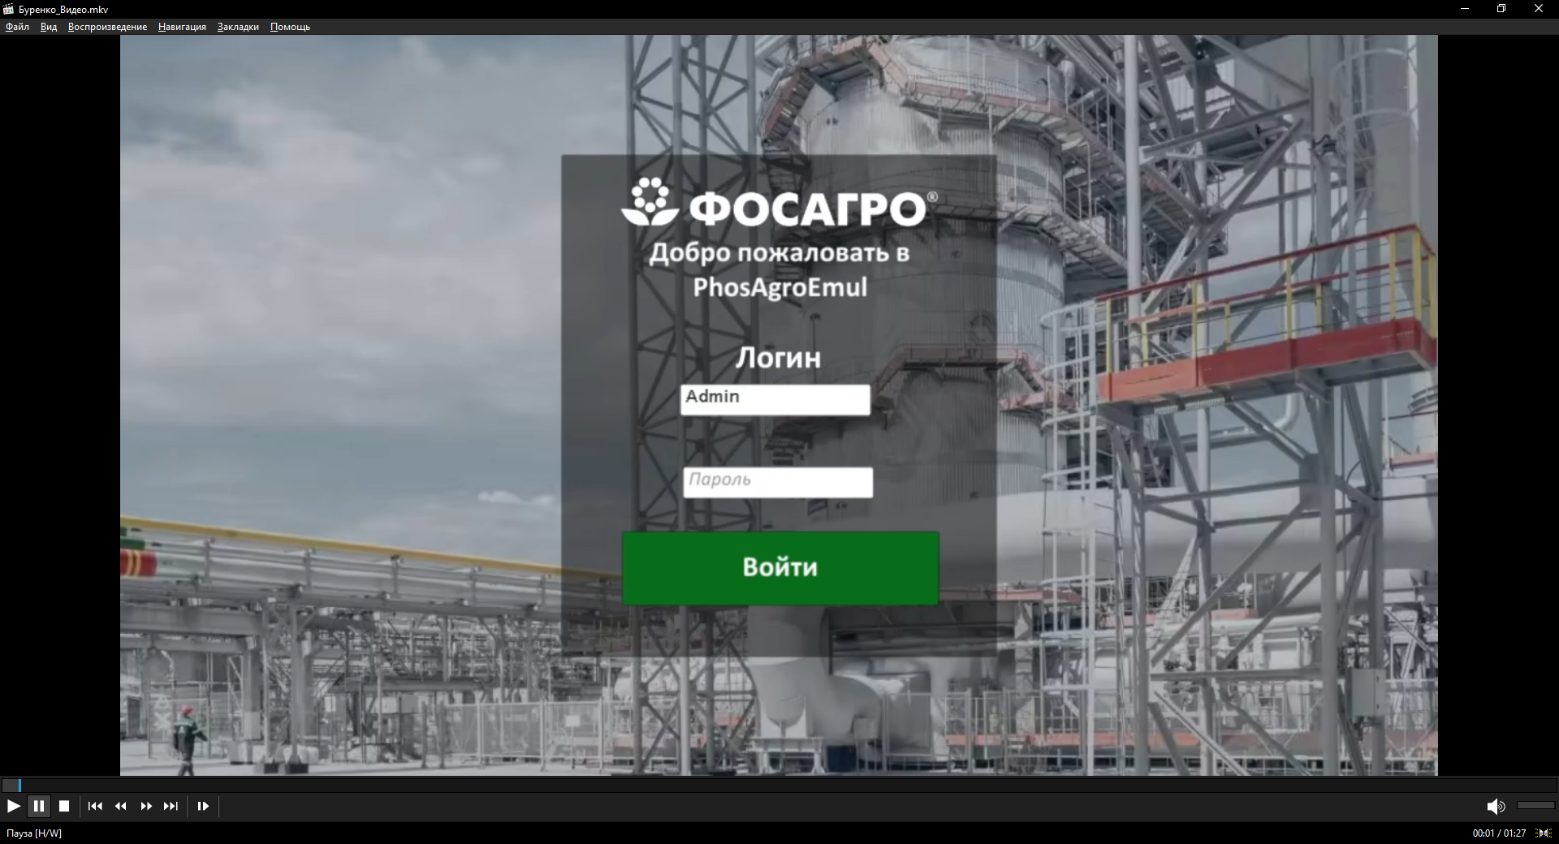 Буренко_Видео.mkv
Файл Вид Воспроизведение Навигация Закладки Помощь
ФОСАГРО®
Добро пожаловать в
PhosAgroEmul
Логин
Admin
Пароль
Войти
Пауза [H/W]
00:01 / 01:27